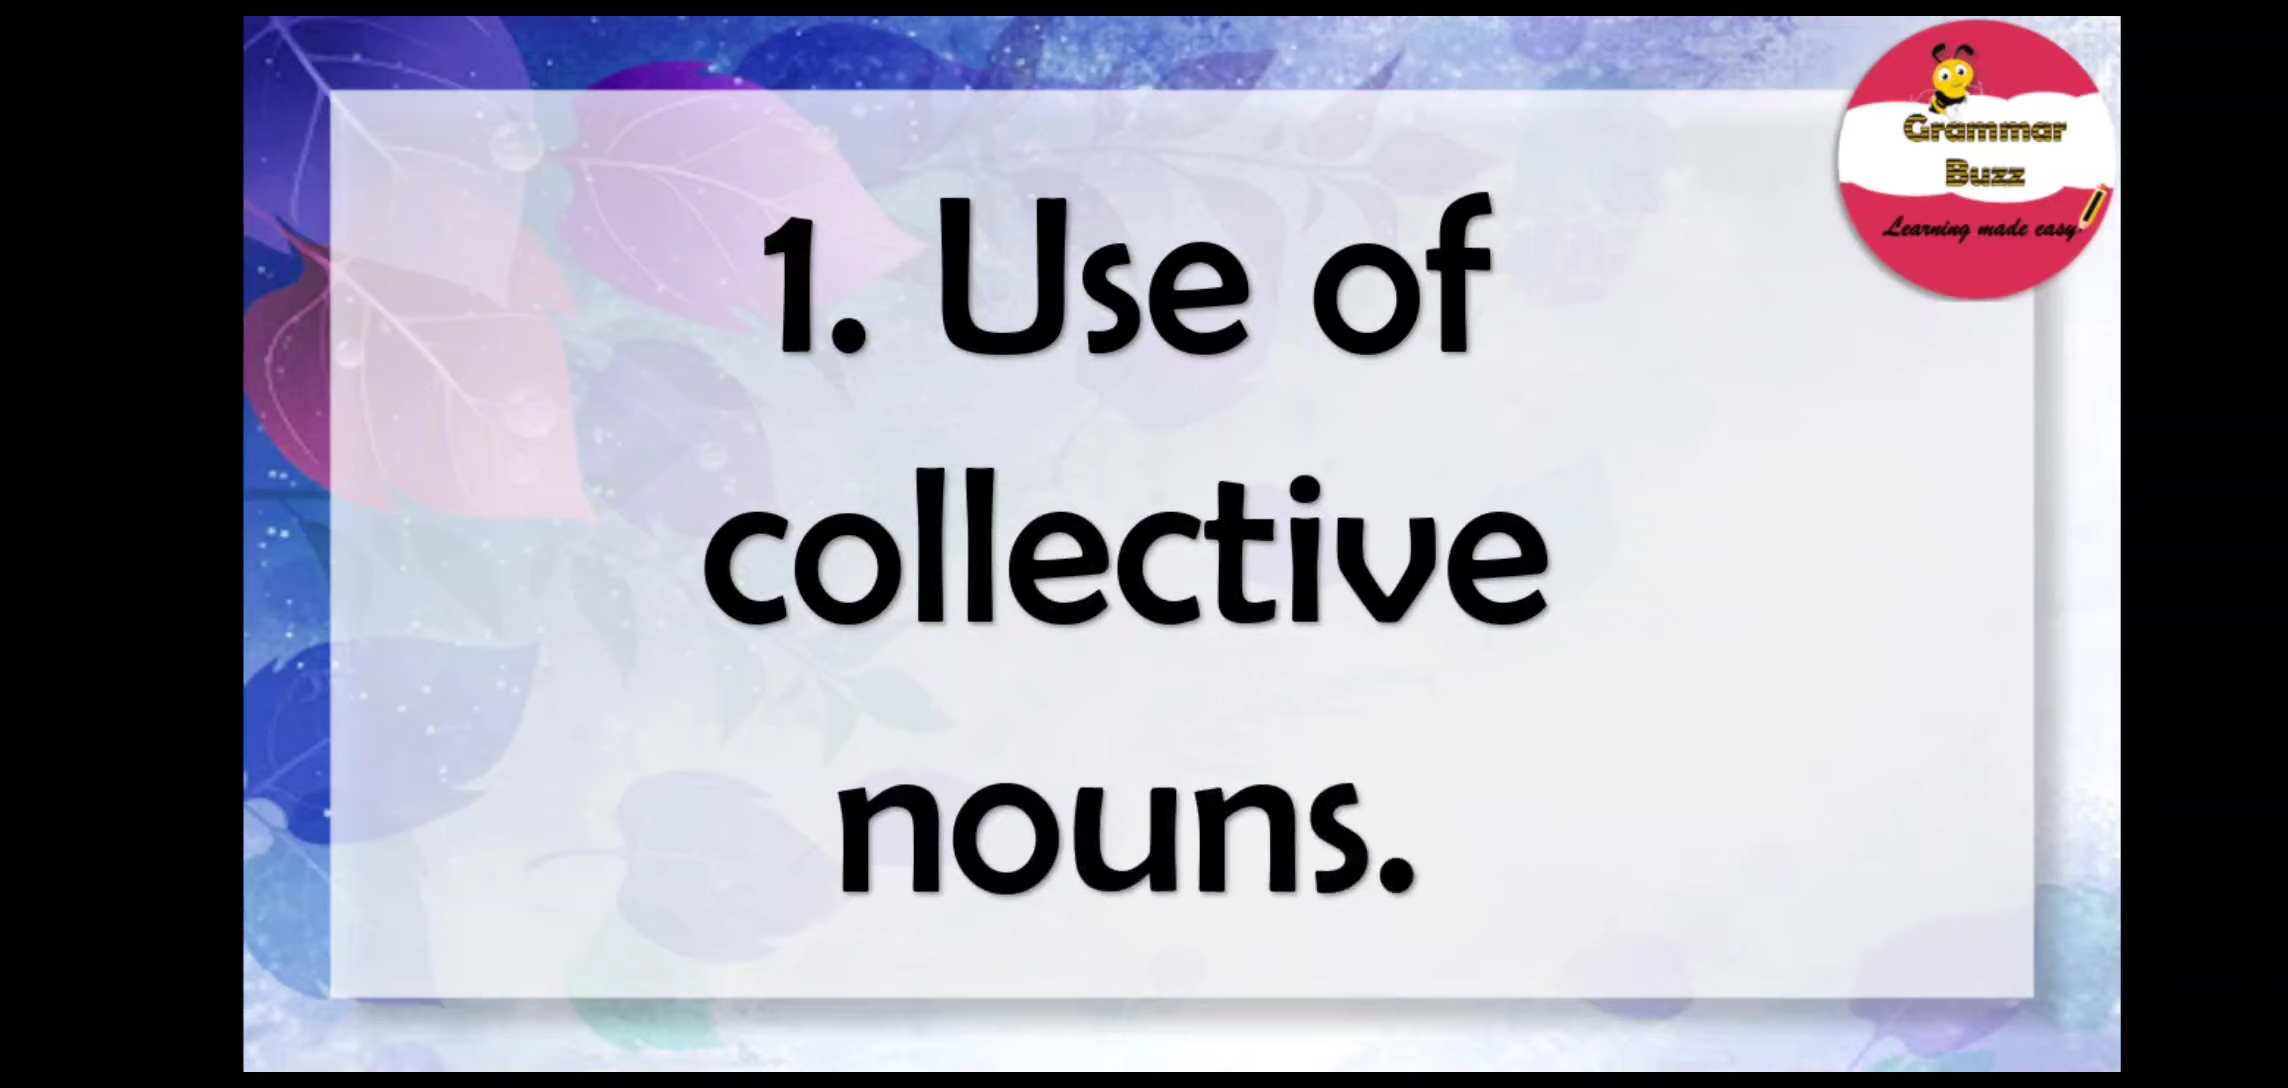 1. Use of
collective
nouns.
Grammar
Buzz
Learning made easy